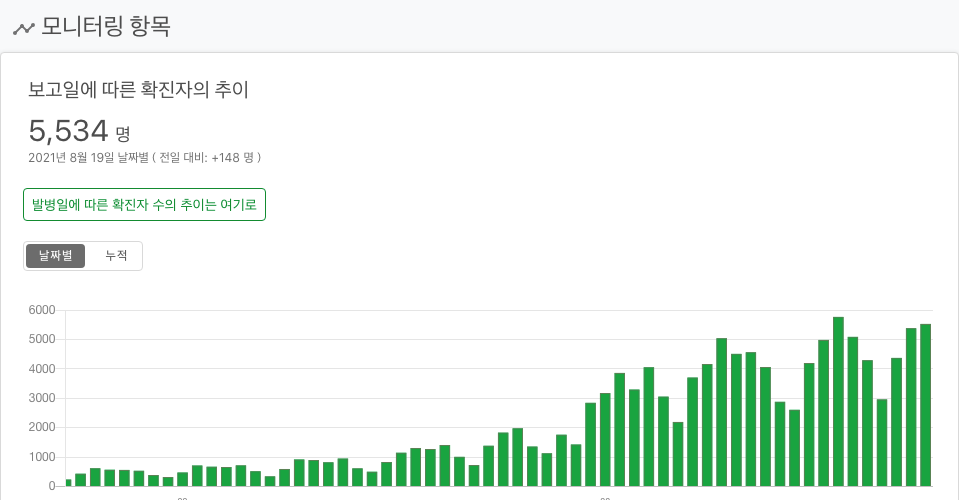 모니터링 항목
보고일에 따른 확진자의 추이
5,534 명
2021년 8월 19일 날짜별 ( 전일 대비: +148 명 )
발병일에 따른 확진자 수의 추이는 여기로
날짜별 누적
6000
5000
4000
3000
2000
1000
0